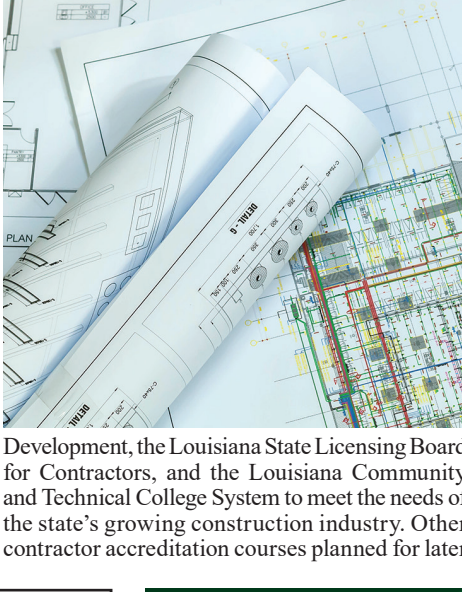 PLAN
DETAIL - G
DETAIL
Development, the Louisiana State Licensing Board
for Contractors, and the Louisiana Community
and Technical College System to meet the needs of
the state's growing construction industry. Other
contractor accreditation courses planned for later